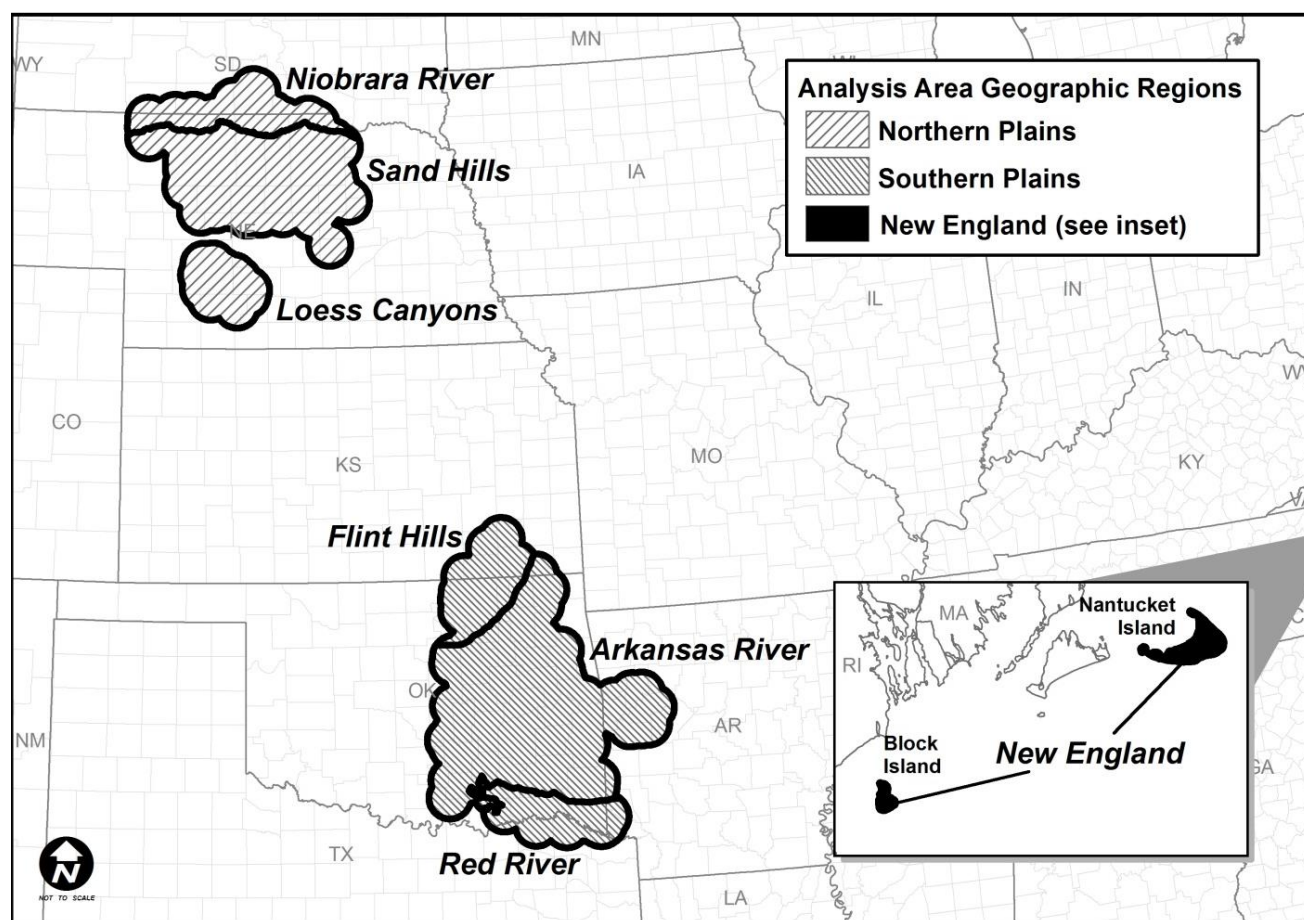 MN
WY
SD
Niobrara River
Analysis Area Geographic Regions
Northern Plains
Southern Plains
New England (see inset)
Sand Hills
IA
NE
Loess Canyons
IL
IN
WV
CO
KS
MO
KY
VA
Flint Hills
Arkansas River
OK
NM
AR
Red River
TX
LA
GA
MA
RI
Nantucket
Island
Block
Island
New England
N
NOT TO SCALE